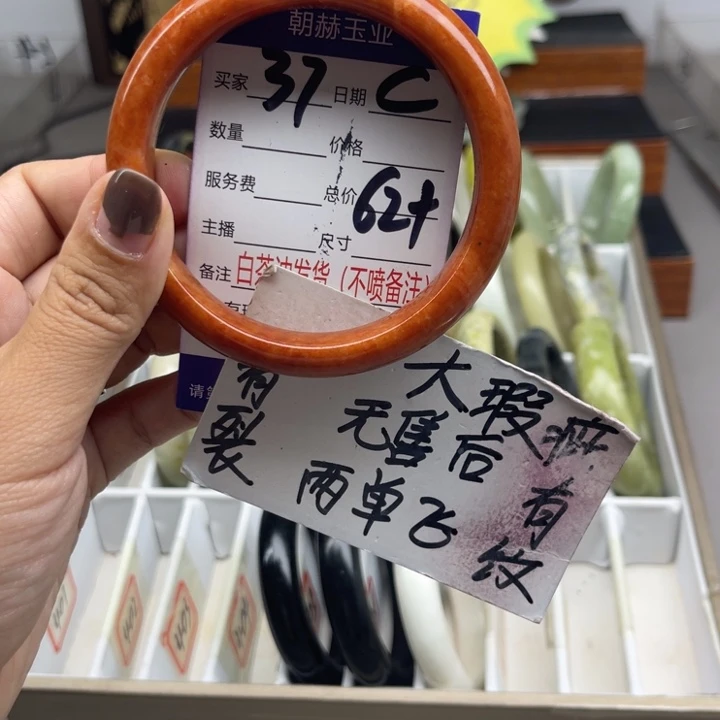 朝赫玉业
买家 37 日期 C
数量 价格
服务费 总价 62+
主播 尺寸
备注 白茶冲发货(不喷备注)
有
裂
大瑕疵
无售后
两单飞
有
纹